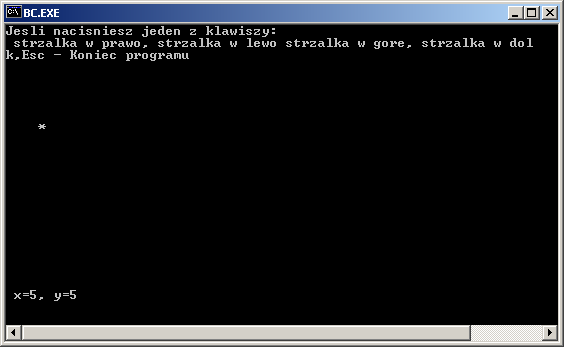 BC.EXE
Jesli nacisniesz jeden z klawiszy:
strzalka w prawo, strzalka w lewo strzalka w gore, strzalka w dol
k,Esc – Koniec programu
*
x=5, y=5